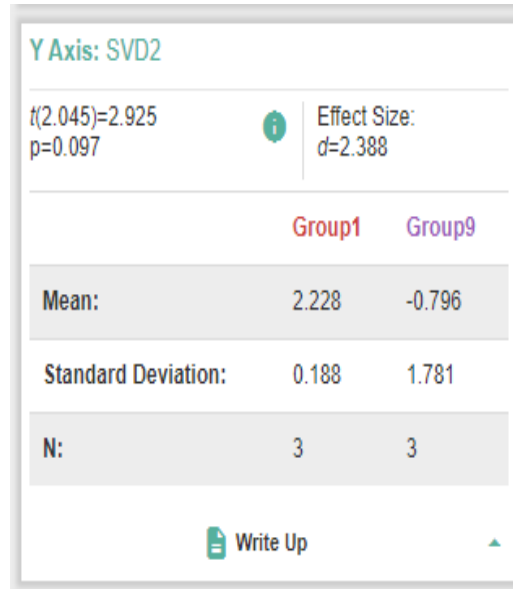 Y Axis: SVD2
t(2.045)=2.925
p=0.097
Effect Size:
d=2.388
Group1 Group9
Mean: 2.228 -0.796
Standard Deviation: 0.188 1.781
N: 3 3
Write Up